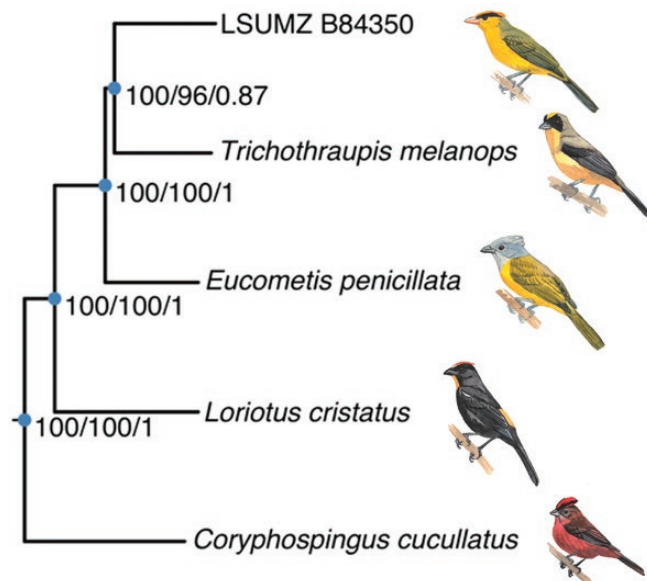 LSUMZ B84350
100/96/0.87
Trichothraupis melanops
100/100/1
Eucometis penicillata
100/100/1
Loriotus cristatus
100/100/1
Coryphospingus cucullatus